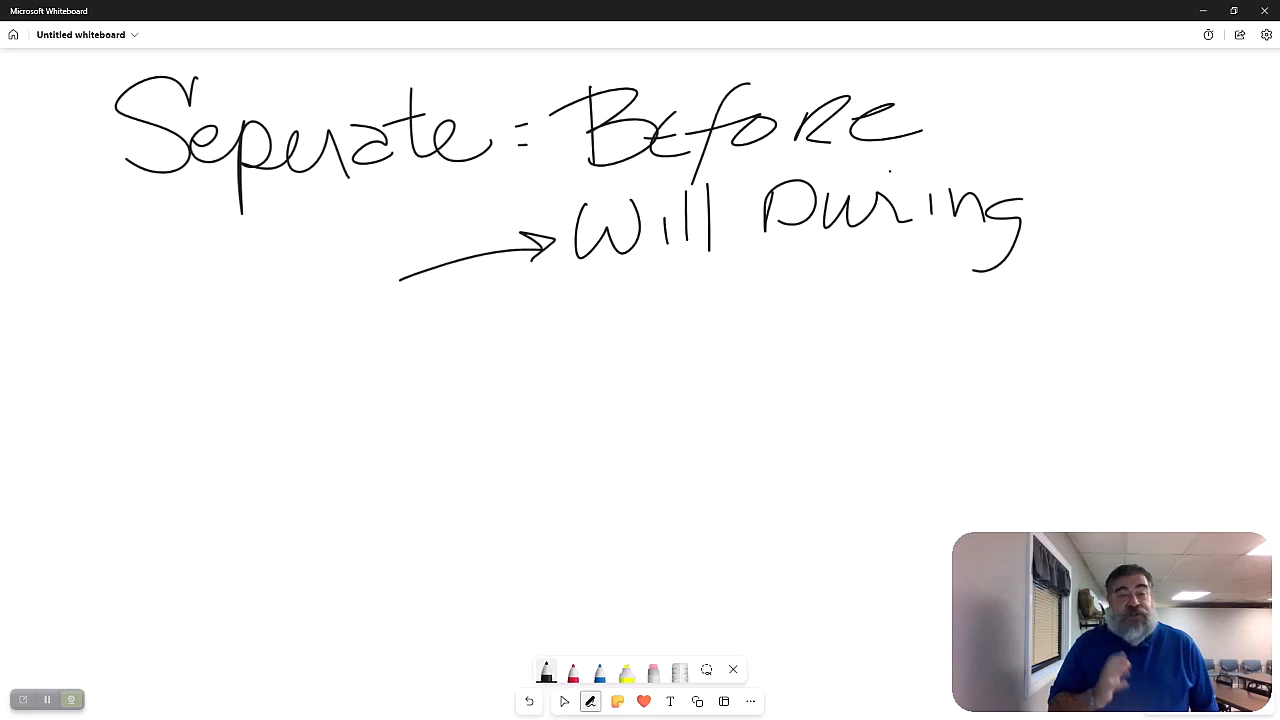 Microsoft Whiteboard
Untitled whiteboard
Seperate = Before
Will During
T